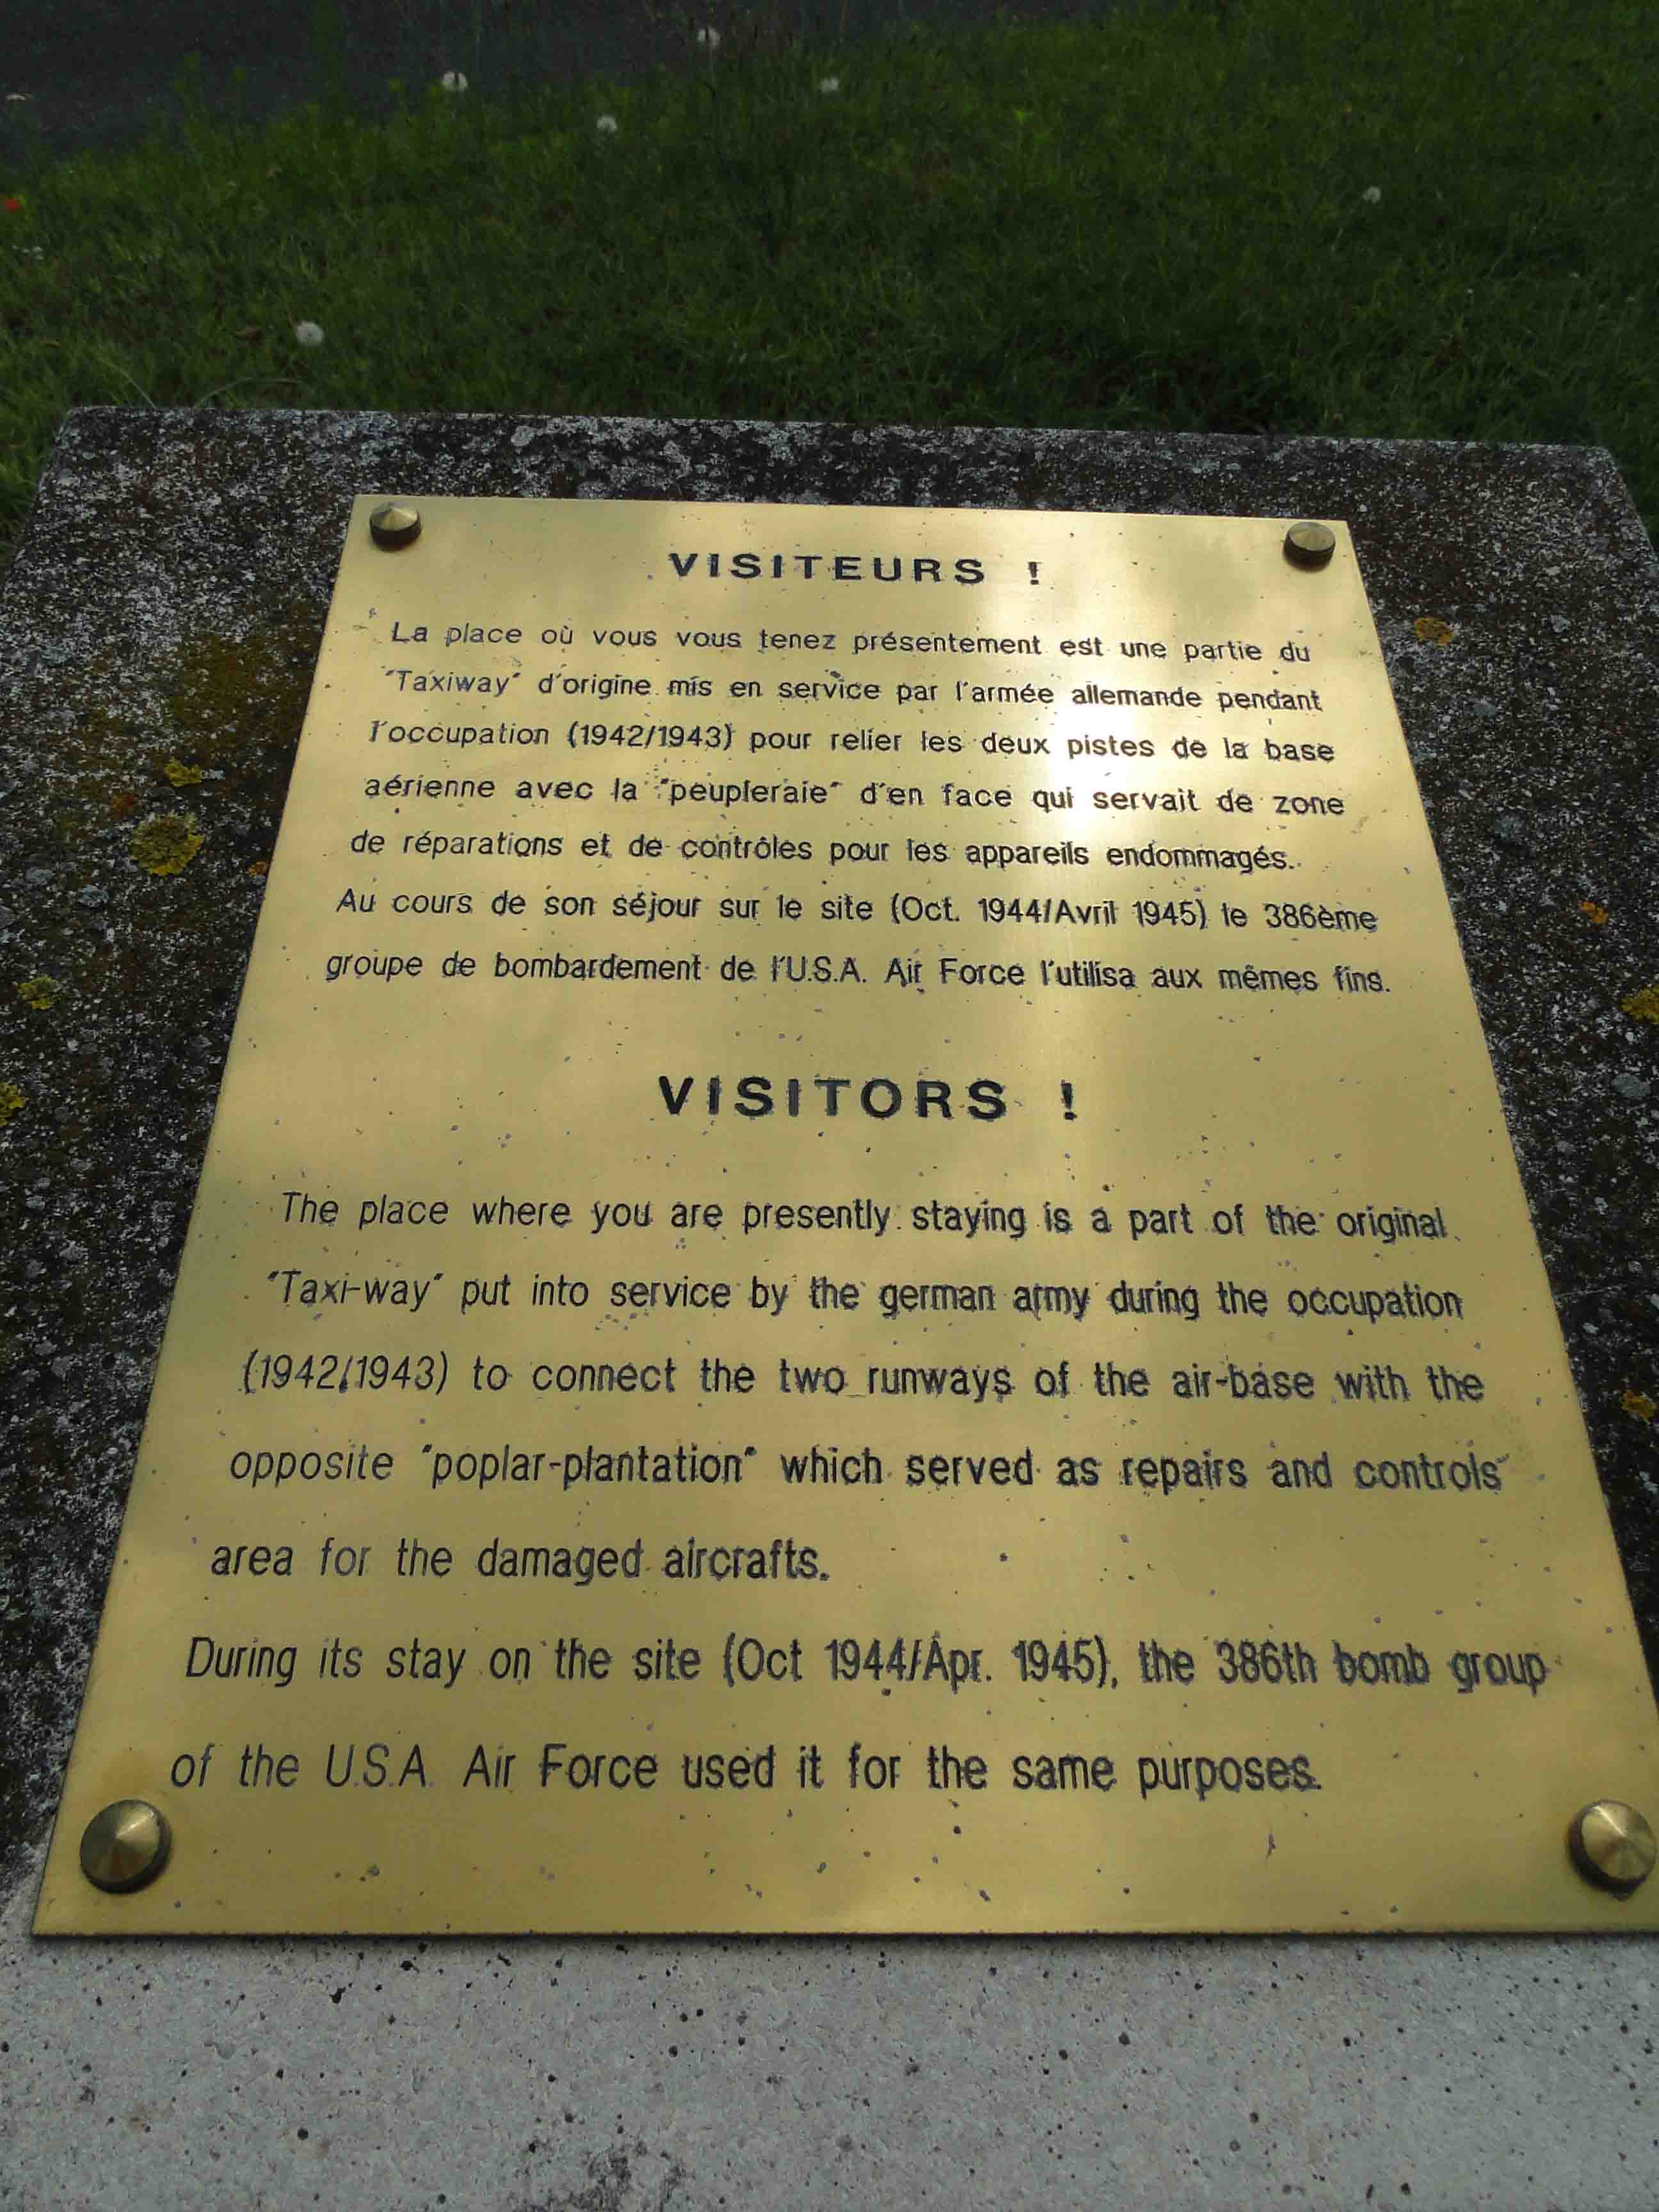 VISITEURS !
La place où vous vous tenez présentement est une partie du
"Taxiway" d'origine mis en service par l'armée allemande pendant
l'occupation (1942/1943) pour relier les deux pistes de la base
aérienne avec la "peupleraie" d'en face qui servait de zone
de réparations et de contrôles pour les appareils endommagés.
Au cours de son séjour sur le site (Oct. 1944/Avril 1945) le 386ème
groupe de bombardement de l'U.S.A. Air Force l'utilisa aux mêmes fins.
VISITORS !
The place where you are presently staying is a part of the original
"Taxi-way" put into service by the german army during the occupation
(1942/1943) to connect the two runways of the air-base with the
opposite "poplar-plantation" which served as repairs and controls
area for the damaged aircrafts.
During its stay on the site (Oct 1944/Apr. 1945), the 386th bomb group
of the U.S.A. Air Force used it for the same purposes.